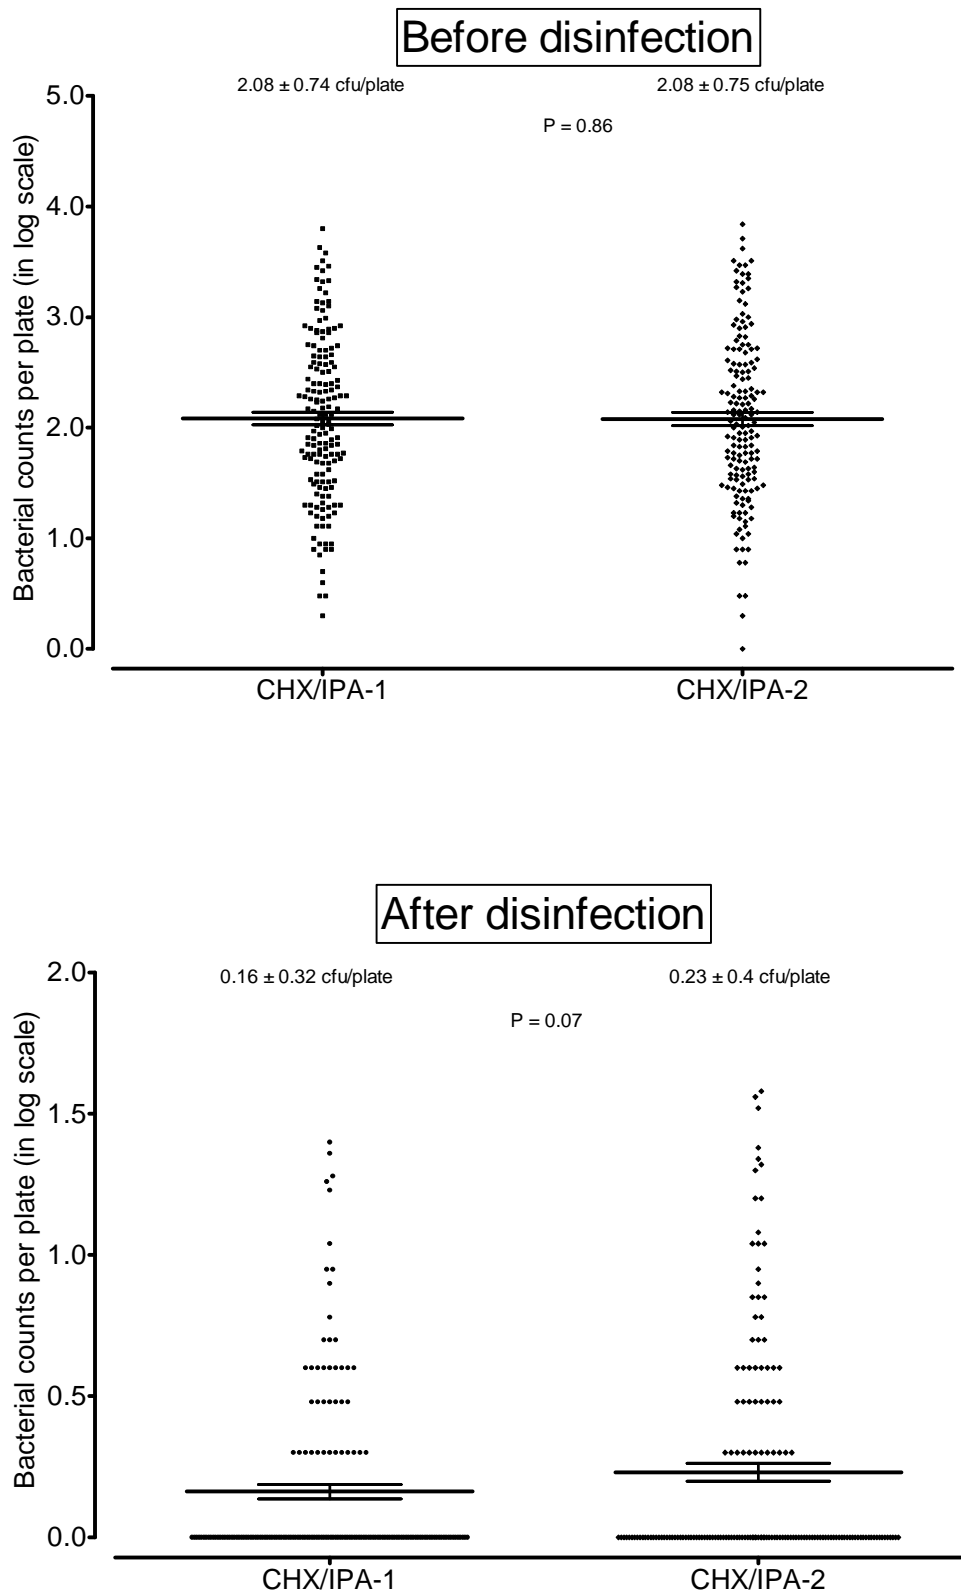 Before disinfection
2.08 ± 0.74 cfu/plate
2.08 ± 0.75 cfu/plate
P = 0.86
Bacterial counts per plate (in log scale)
5.0
4.0
3.0
2.0
1.0
0.0
CHX/IPA-1
CHX/IPA-2
After disinfection
0.16 ± 0.32 cfu/plate
0.23 ± 0.4 cfu/plate
P = 0.07
Bacterial counts per plate (in log scale)
2.0
1.5
1.0
0.5
0.0
CHX/IPA-1
CHX/IPA-2